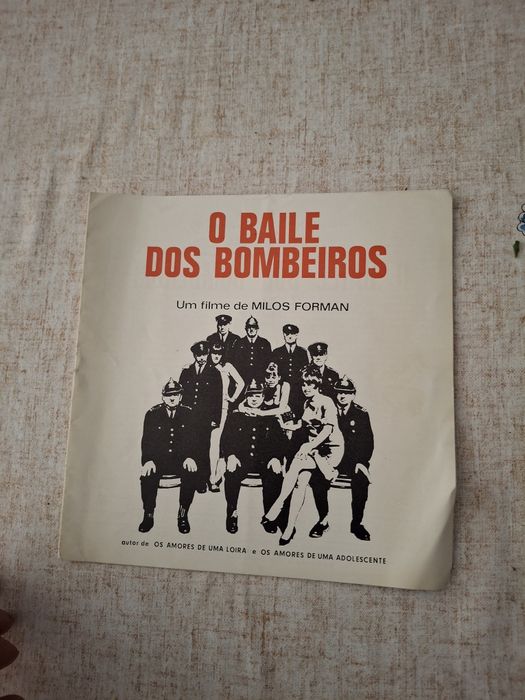 O BAILE
DOS BOMBEIROS
Um filme de MILOS FORMAN
autor de OS AMORES DE UMA LOIRA e OS AMORES DE UMA ADOLESCENTE